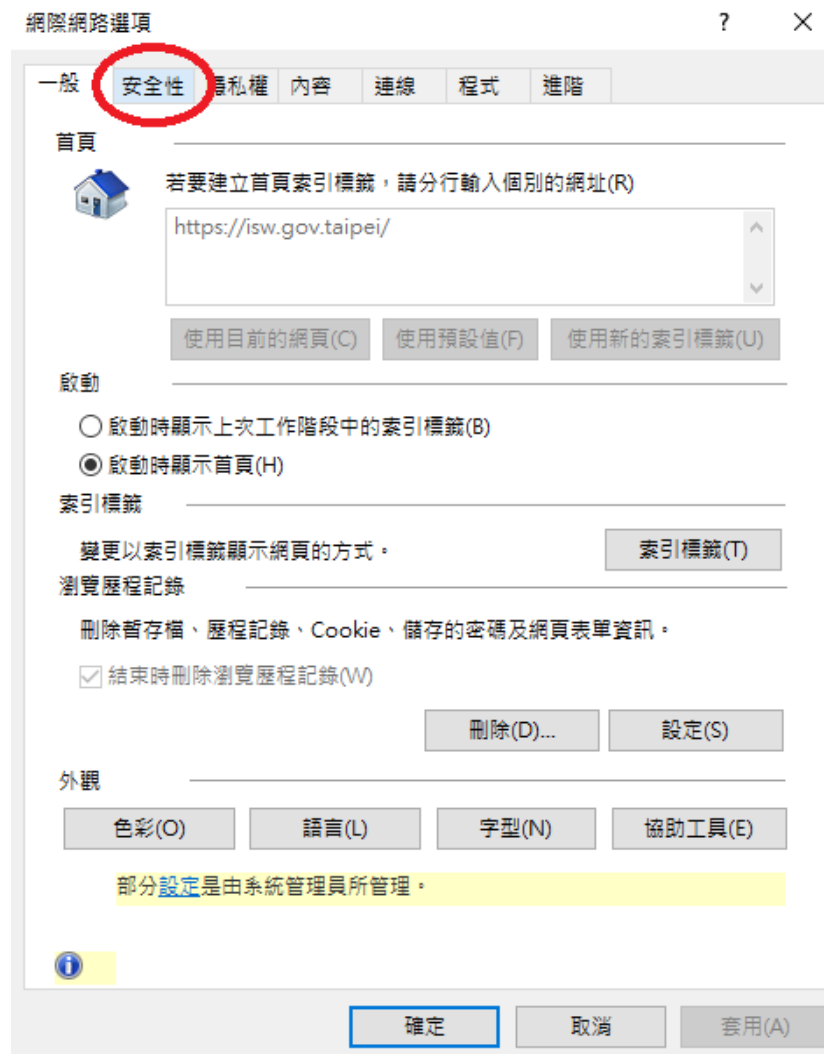 網際網路選項 ? ×
一般 安全性 隱私權 內容 連線 程式 進階
首頁
若要建立首頁索引標籤，請分行輸入個別的網址(R)
https://isw.gov.taipei/
使用目前的網頁(C) 使用預設值(F) 使用新的索引標籤(U)
啟動
啟動時顯示上次工作階段中的索引標籤(B)
啟動時顯示首頁(H)
索引標籤
變更以索引標籤顯示網頁的方式。 索引標籤(T)
瀏覽歷程記錄
刪除暫存檔、歷程記錄、Cookie、儲存的密碼及網頁表單資訊。
結束時刪除瀏覽歷程記錄(W)
刪除(D)... 設定(S)
外觀
色彩(O) 語言(L) 字型(N) 協助工具(E)
部分設定是由系統管理員所管理。
確定 取消 套用(A)